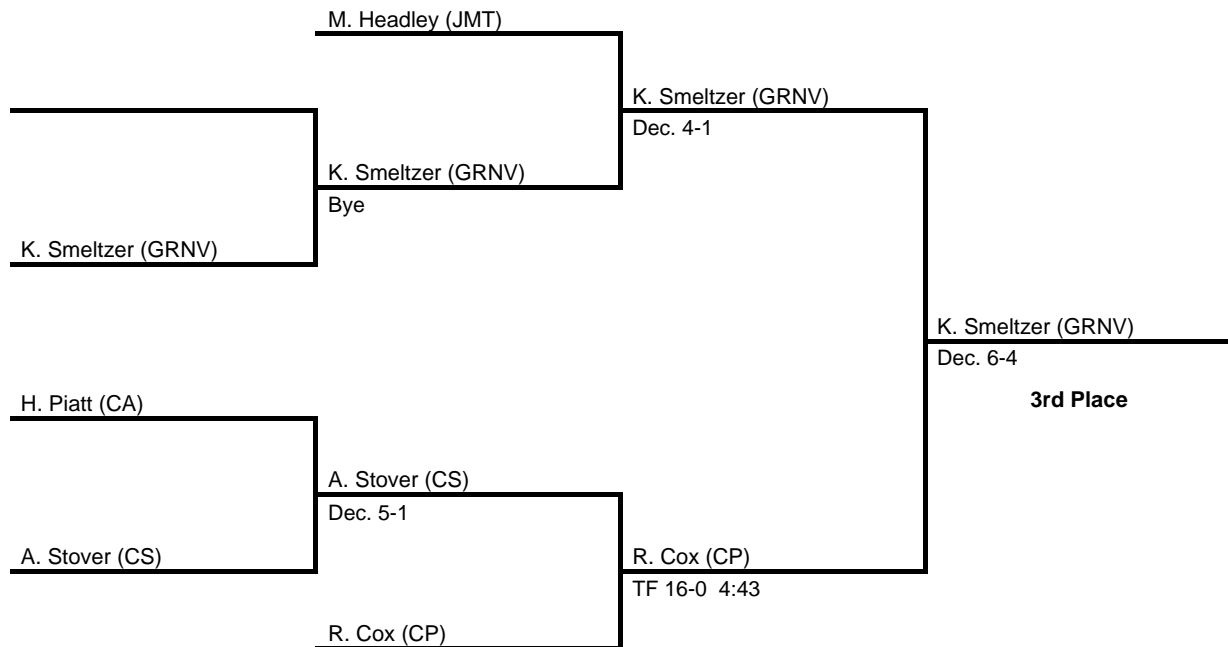 M. Headley (JMT)
K. Smeltzer (GRNV)
Dec. 4-1
K. Smeltzer (GRNV)
Bye
K. Smeltzer (GRNV)
K. Smeltzer (GRNV)
Dec. 6-4
3rd Place
H. Piatt (CA)
A. Stover (CS)
Dec. 5-1
A. Stover (CS)
R. Cox (CP)
TF 16-0 4:43
R. Cox (CP)